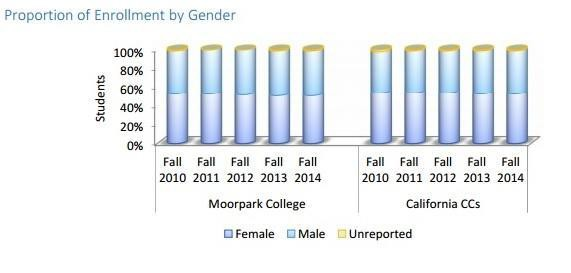 Proportion of Enrollment by Gender
100%
80%
60%
40%
20%
0%
Students
Fall Fall Fall Fall Fall Fall Fall Fall Fall Fall
2010 2011 2012 2013 2014 2010 2011 2012 2013 2014
Moorpark College California CCs
Female Male Unreported